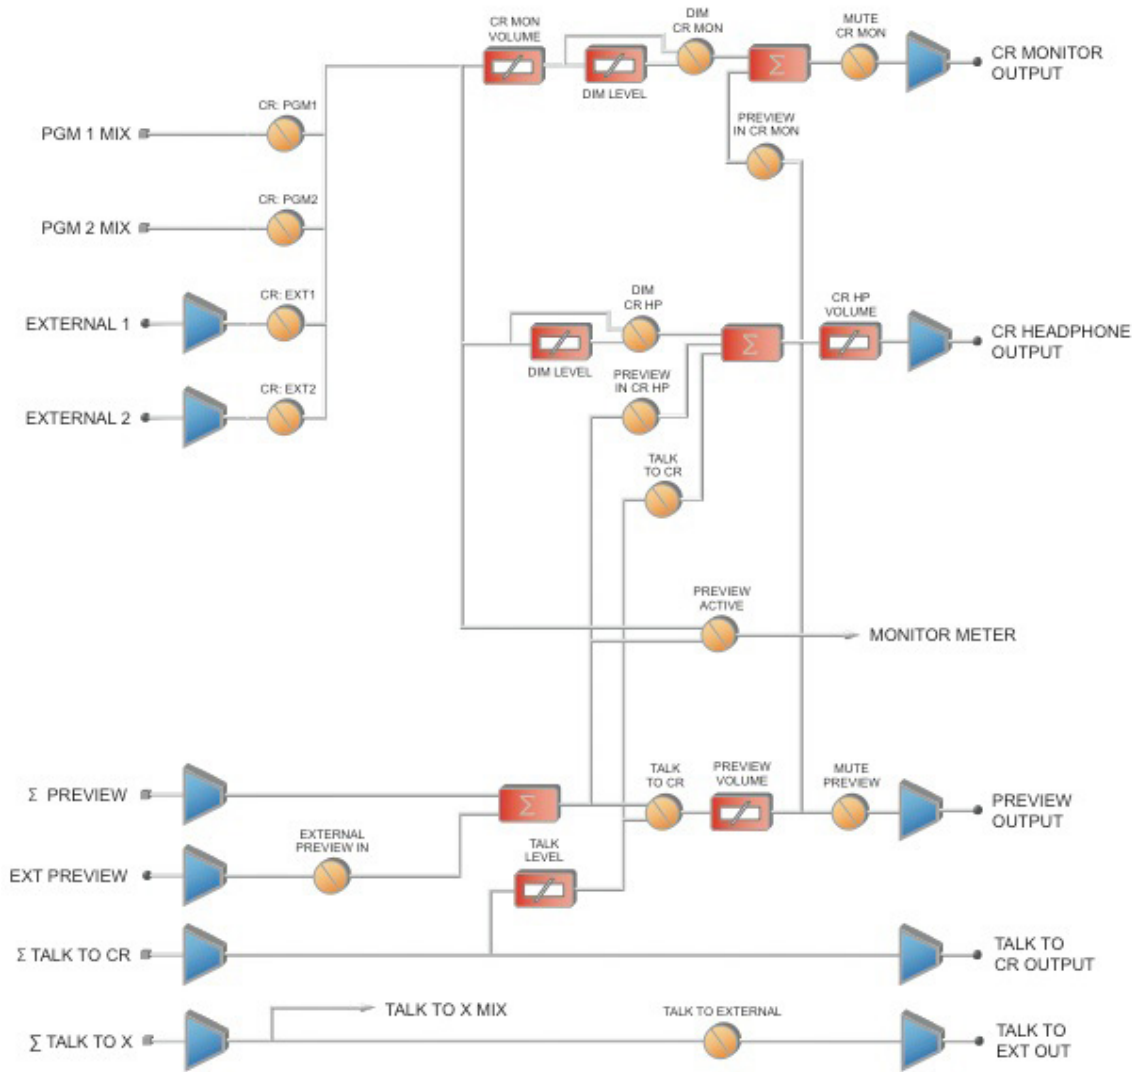 CR MON
VOLUME
DIM
CR MON
MUTE
CR MON
CR MONITOR
OUTPUT
Σ
DIM LEVEL
CR: PGM1
PGM 1 MIX
PREVIEW
IN CR MON
CR: PGM2
PGM 2 MIX
CR: EXT1
EXTERNAL 1
DIM
CR HP
CR HP
VOLUME
CR HEADPHONE
OUTPUT
Σ
DIM LEVEL
PREVIEW
IN CR HP
CR: EXT2
EXTERNAL 2
TALK
TO CR
PREVIEW
ACTIVE
MONITOR METER
Σ PREVIEW
Σ
TALK
TO CR
PREVIEW
VOLUME
MUTE
PREVIEW
PREVIEW
OUTPUT
EXTERNAL
PREVIEW IN
EXT PREVIEW
TALK
LEVEL
Σ TALK TO CR
TALK TO
CR OUTPUT
TALK TO X MIX
TALK TO EXTERNAL
Σ TALK TO X
TALK TO
EXT OUT